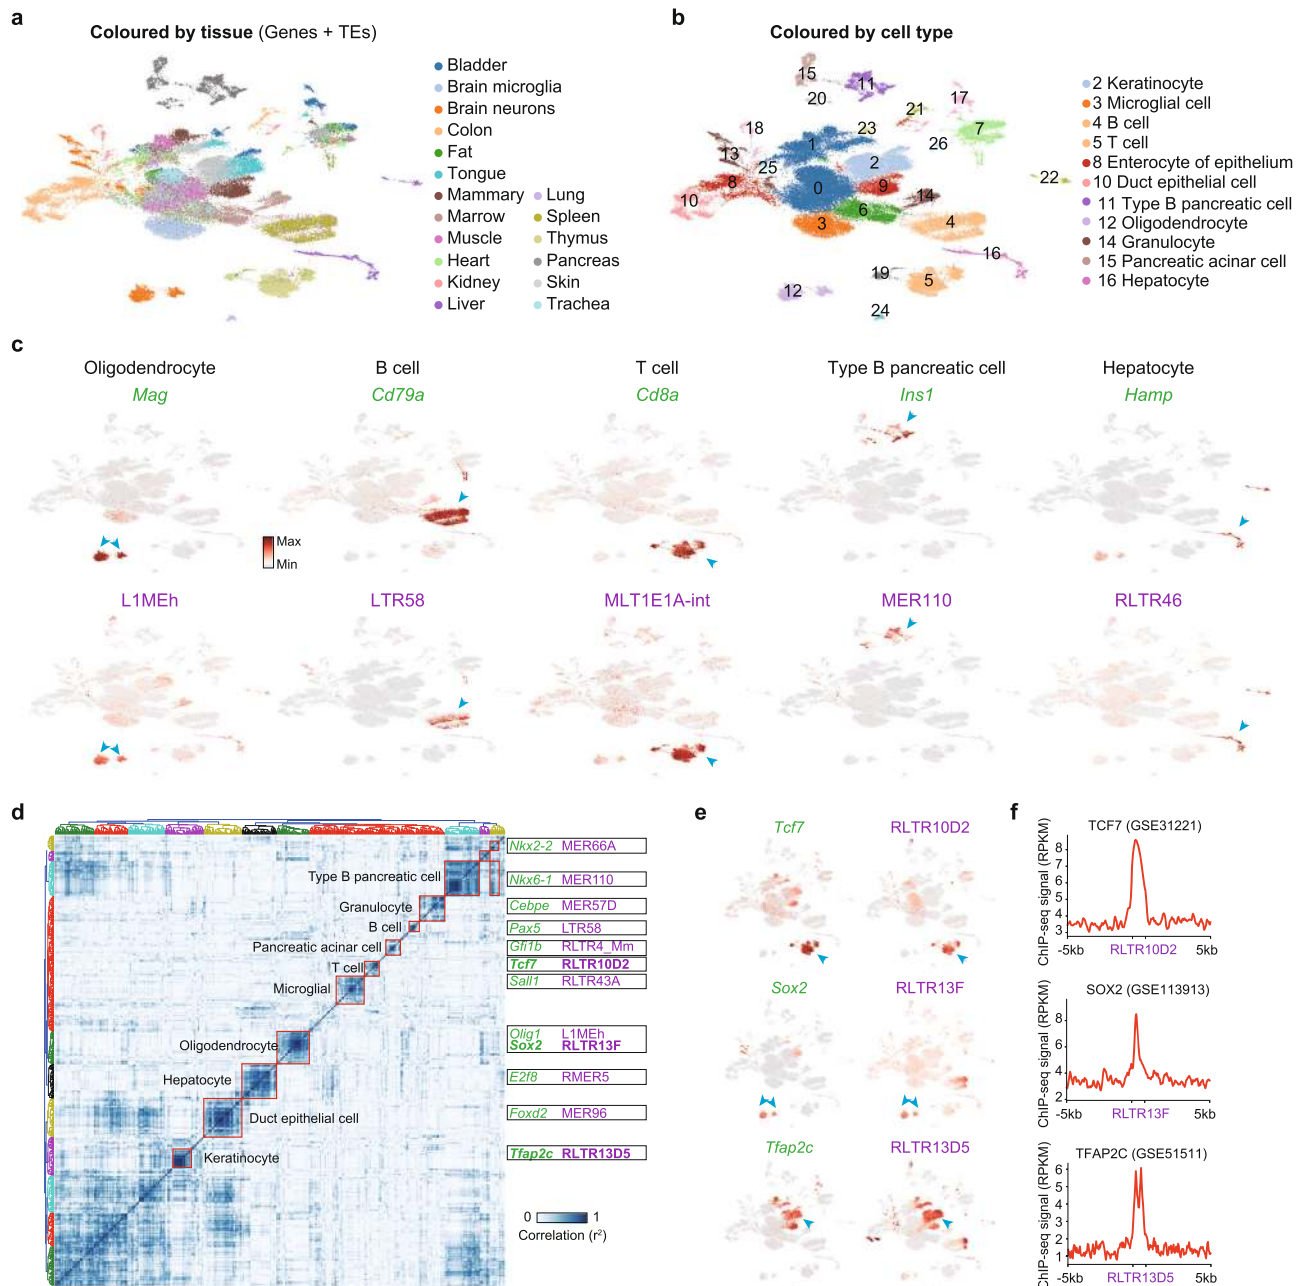 a
Coloured by tissue (Genes + TEs)
Bladder
Brain microglia
Brain neurons
Colon
Fat
Tongue
Mammary
Marrow
Muscle
Heart
Kidney
Liver
Lung
Spleen
Thymus
Pancreas
Skin
Trachea
b
Coloured by cell type
15
11
20
21
17
18
1
23
26
7
13
25
2
8
0
9
22
10
14
6
3
4
16
19
5
12
24
2 Keratinocyte
3 Microglial cell
4 B cell
5 T cell
8 Enterocyte of epithelium
10 Duct epithelial cell
11 Type B pancreatic cell
12 Oligodendrocyte
14 Granulocyte
15 Pancreatic acinar cell
16 Hepatocyte
c
Oligodendrocyte
Mag
B cell
Cd79a
T cell
Cd8a
Type B pancreatic cell
Ins1
Hepatocyte
Hamp
Max
Min
L1MEh
LTR58
MLT1E1A-int
MER110
RLTR46
d
Type B pancreatic cell
Granulocyte
B cell
Pancreatic acinar cell
T cell
Microglial
Oligodendrocyte
Hepatocyte
Duct epithelial cell
Keratinocyte
Nkx2-2 MER66A
Nkx6-1 MER110
Cebpe MER57D
Pax5 LTR58
Gfi1b RLTR4_Mm
Tcf7 RLTR10D2
Sall1 RLTR43A
Olig1 L1MEh
Sox2 RLTR13F
E2f8 RMER5
Foxd2 MER96
Tfap2c RLTR13D5
0 1
Correlation (r²)
e
Tcf7 RLTR10D2
Sox2 RLTR13F
Tfap2c RLTR13D5
f
TCF7 (GSE31221)
ChIP-seq signal (RPKM)
8
7
6
5
4
3
-5kb RLTR10D2 5kb
SOX2 (GSE113913)
ChIP-seq signal (RPKM)
8
6
4
2
-5kb RLTR13F 5kb
TFAP2C (GSE51511)
ChIP-seq signal (RPKM)
6
5
4
3
2
1
-5kb RLTR13D5 5kb